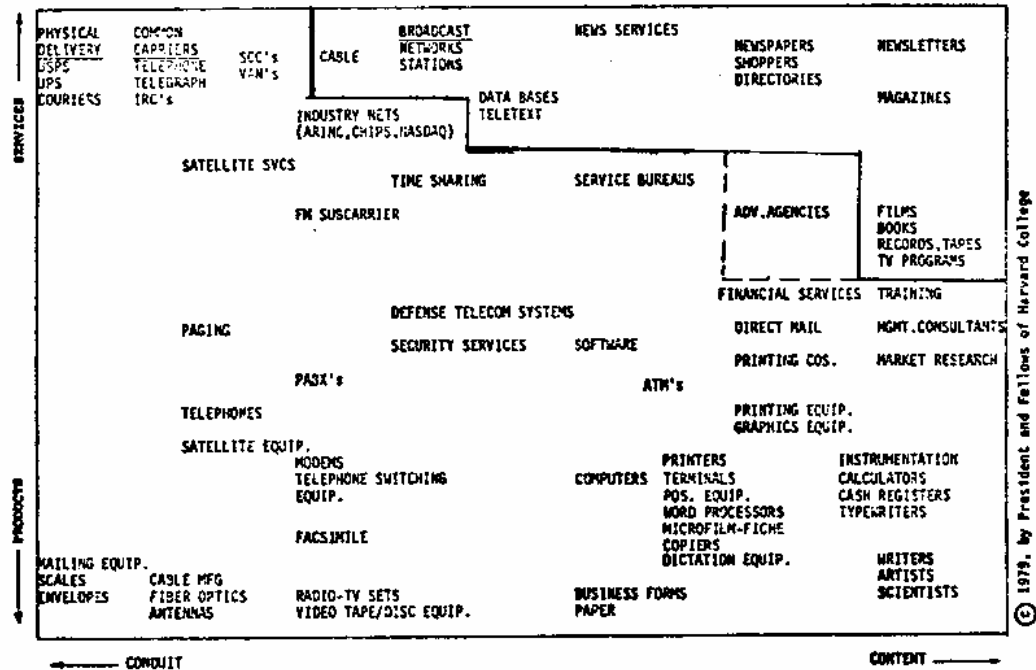 SERVICES
PHYSICAL
DELIVERY
USPS
UPS
COURIERS
COMMON
CARRIERS
TELEPHONE
TELEGRAPH
IRC's
SCC's
VAN's
CABLE
BROADCAST
NETWORKS
STATIONS
NEWS SERVICES
NEWSPAPERS
SHOPPERS
DIRECTORIES
NEWSLETTERS
MAGAZINES
DATA BASES
TELETEXT
INDUSTRY NETS
(ARINC,CHIPS,NASDAQ)
SATELLITE SVCS
TIME SHARING
SERVICE BUREAUS
FM SUSCARRIER
ADV.AGENCIES
FILMS
BOOKS
RECORDS,TAPES
TV PROGRAMS
FINANCIAL SERVICES
TRAINING
DEFENSE TELECOM SYSTEMS
PAGING
DIRECT MAIL
MGMT.CONSULTANTS
SECURITY SERVICES
SOFTWARE
PRINTING COS.
MARKET RESEARCH
PABX's
ATM's
TELEPHONES
PRINTING EQUIP.
GRAPHICS EQUIP.
SATELLITE EQUIP.
MODEMS
TELEPHONE SWITCHING
EQUIP.
COMPUTERS
PRINTERS
TERMINALS
POS. EQUIP.
WORD PROCESSORS
MICROFILM-FICHE
COPIERS
DICTATION EQUIP.
INSTRUMENTATION
CALCULATORS
CASH REGISTERS
TYPEWRITERS
FACSIMILE
MAILING EQUIP.
SCALES
ENVELOPES
CABLE MFG
FIBER OPTICS
ANTENNAS
RADIO-TV SETS
VIDEO TAPE/DISC EQUIP.
BUSINESS FORMS
PAPER
WRITERS
ARTISTS
SCIENTISTS
PRODUCTS
CONDUIT
CONTENT
© 1979, by President and Fellows of Harvard College